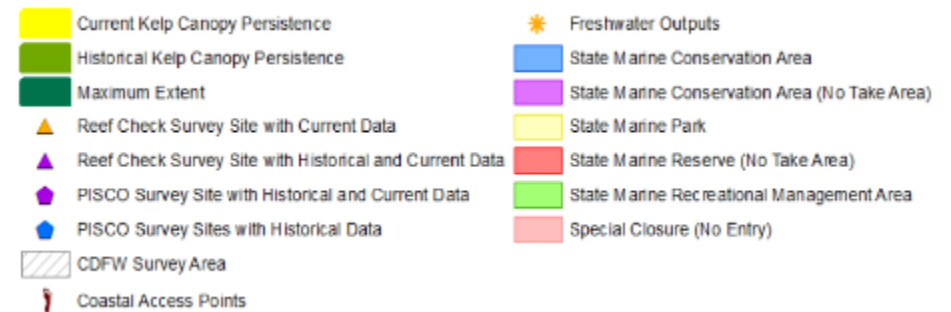 Current Kelp Canopy Persistence
Historical Kelp Canopy Persistence
Maximum Extent
Reef Check Survey Site with Current Data
Reef Check Survey Site with Historical and Current Data
PISCO Survey Site with Historical and Current Data
PISCO Survey Sites with Historical Data
CDFW Survey Area
Coastal Access Points
Freshwater Outputs
State Marine Conservation Area
State Marine Conservation Area (No Take Area)
State Marine Park
State Marine Reserve (No Take Area)
State Marine Recreational Management Area
Special Closure (No Entry)